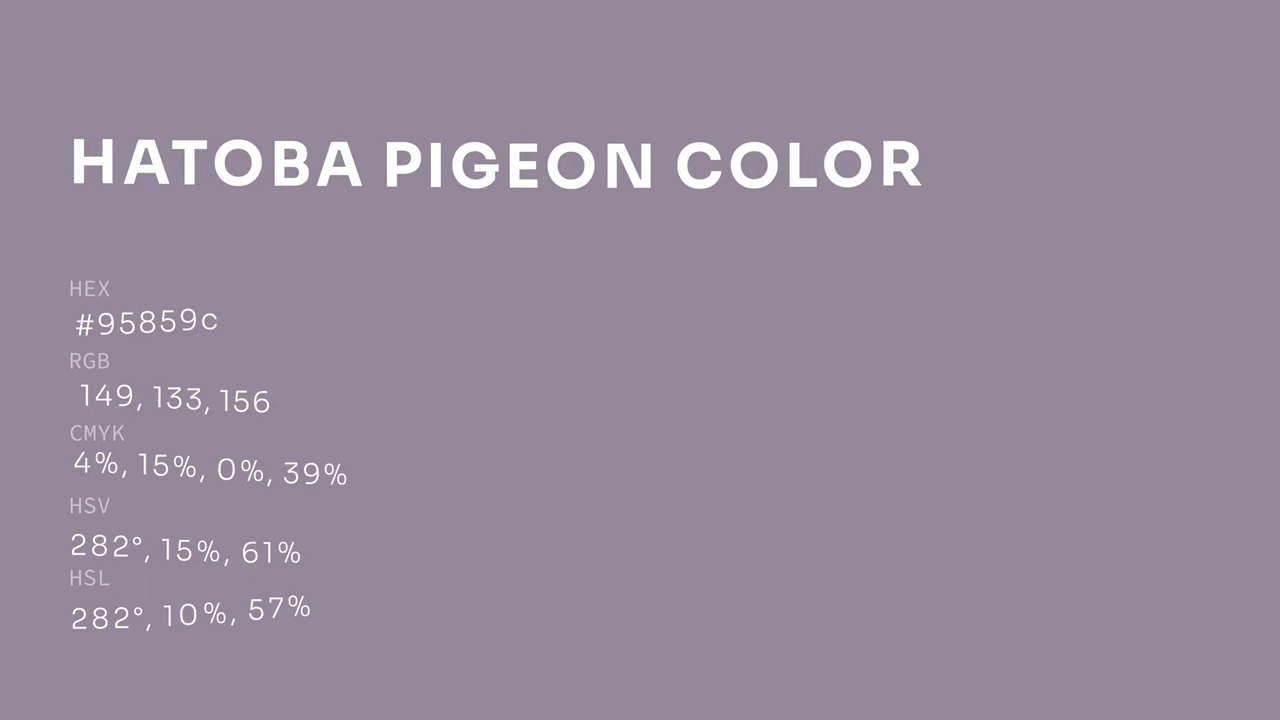 HATOBA PIGEON COLOR
HEX
#95859c
RGB
149, 133, 156
CMYK
4%, 15%, 0%, 39%
HSV
282°, 15%, 61%
HSL
282°, 10%, 57%